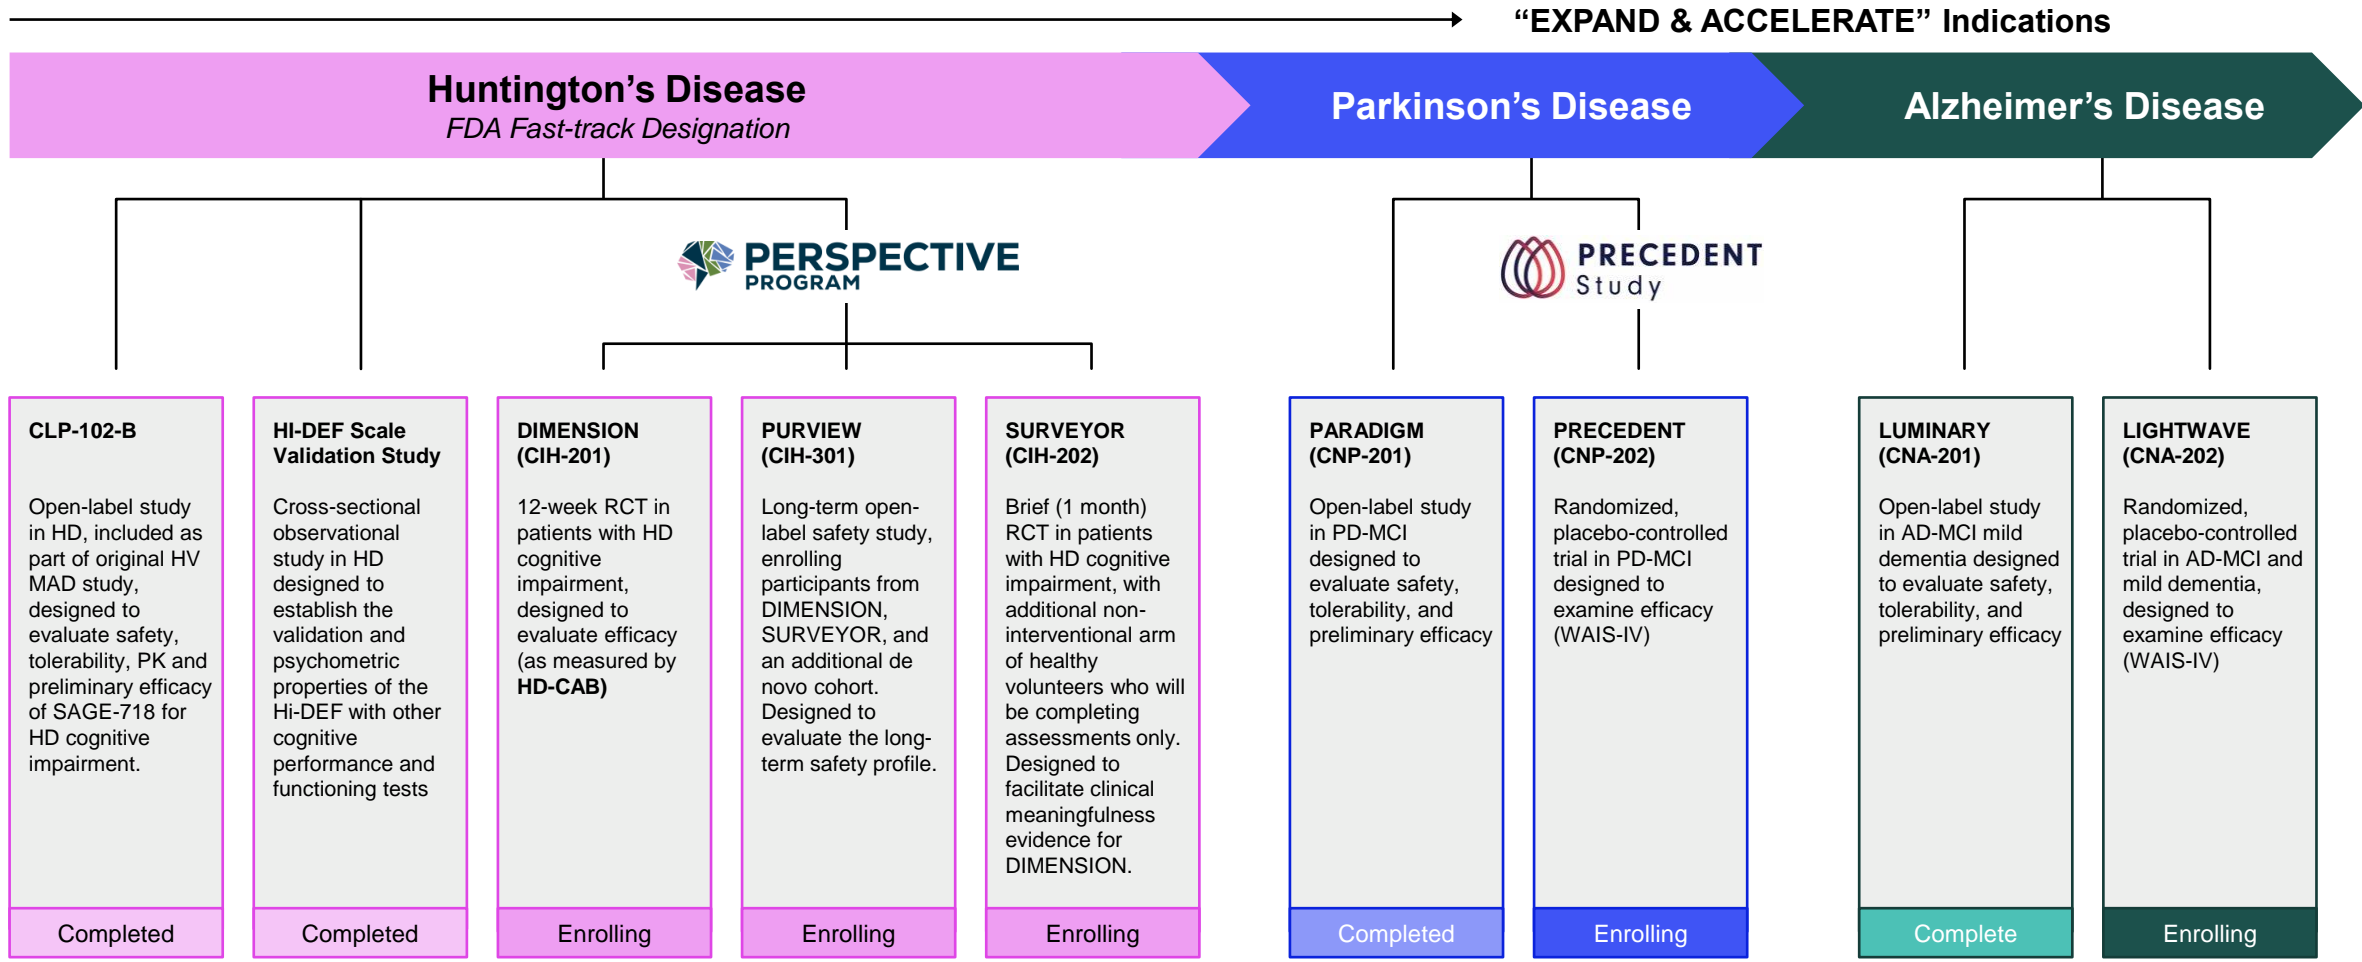 “EXPAND & ACCELERATE” Indications
Huntington’s Disease
FDA Fast-track Designation
Parkinson’s Disease
Alzheimer’s Disease
PERSPECTIVE
PROGRAM
PRECEDENT
Study
CLP-102-B
Open-label study
in HD, included as
part of original HV
MAD study,
designed to
evaluate safety,
tolerability, PK and
preliminary efficacy
of SAGE-718 for
HD cognitive
impairment.
Completed
HI-DEF Scale
Validation Study
Cross-sectional
observational
study in HD
designed to
establish the
validation and
psychometric
properties of the
Hi-DEF with other
cognitive
performance and
functioning tests
Completed
DIMENSION
(CIH-201)
12-week RCT in
patients with HD
cognitive
impairment,
designed to
evaluate efficacy
(as measured by
HD-CAB)
Enrolling
PURVIEW
(CIH-301)
Long-term open-
label safety study,
enrolling
participants from
DIMENSION,
SURVEYOR, and
an additional de
novo cohort.
Designed to
evaluate the long-
term safety profile.
Enrolling
SURVEYOR
(CIH-202)
Brief (1 month)
RCT in patients
with HD cognitive
impairment, with
additional non-
interventional arm
of healthy
volunteers who will
be completing
assessments only.
Designed to
facilitate clinical
meaningfulness
evidence for
DIMENSION.
Enrolling
PARADIGM
(CNP-201)
Open-label study
in PD-MCI
designed to
evaluate safety,
tolerability, and
preliminary efficacy
Completed
PRECEDENT
(CNP-202)
Randomized,
placebo-controlled
trial in PD-MCI
designed to
examine efficacy
(WAIS-IV)
Enrolling
LUMINARY
(CNA-201)
Open-label study
in AD-MCI mild
dementia designed
to evaluate safety,
tolerability, and
preliminary efficacy
Complete
LIGHTWAVE
(CNA-202)
Randomized,
placebo-controlled
trial in AD-MCI and
mild dementia,
designed to
examine efficacy
(WAIS-IV)
Enrolling